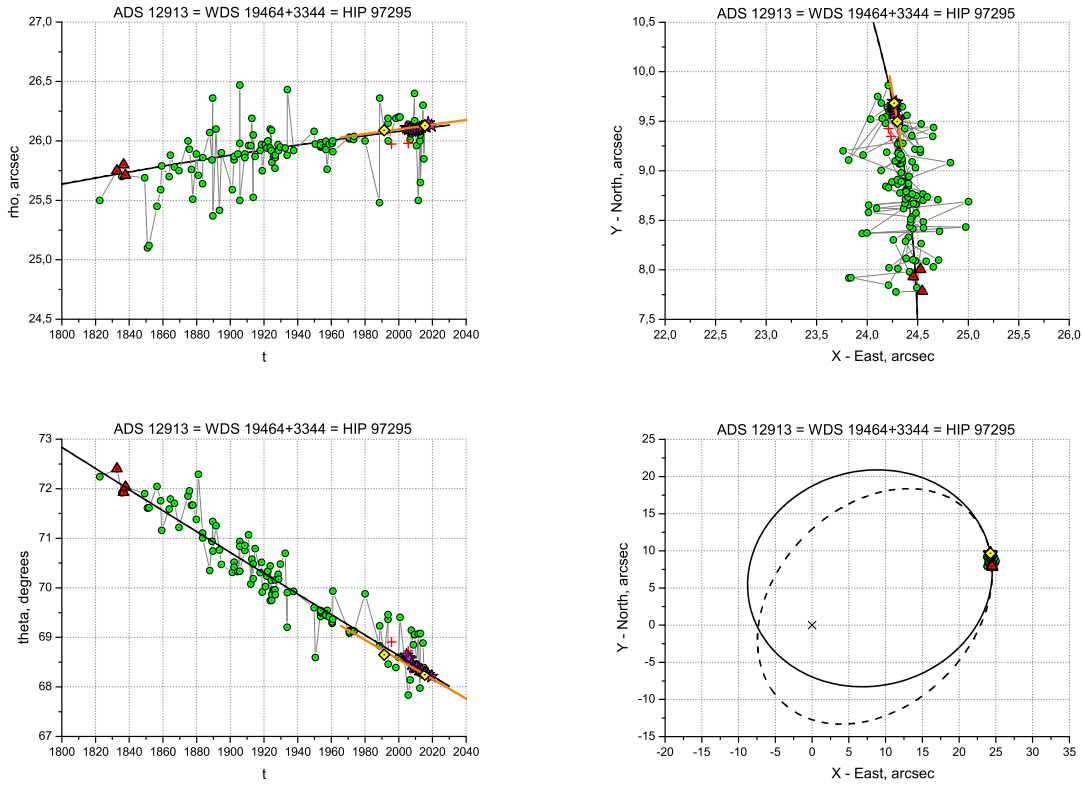 ADS 12913 = WDS 19464+3344 = HIP 97295
27,0
26,5
26,0
25,5
25,0
24,5
rho, arcsec
1800 1820 1840 1860 1880 1900 1920 1940 1960 1980 2000 2020 2040
t
ADS 12913 = WDS 19464+3344 = HIP 97295
10,5
10,0
9,5
9,0
8,5
8,0
7,5
Y - North, arcsec
22,0 22,5 23,0 23,5 24,0 24,5 25,0 25,5 26,0
X - East, arcsec
ADS 12913 = WDS 19464+3344 = HIP 97295
73
72
71
70
69
68
67
theta, degrees
1800 1820 1840 1860 1880 1900 1920 1940 1960 1980 2000 2020 2040
t
ADS 12913 = WDS 19464+3344 = HIP 97295
25
20
15
10
5
0
-5
-10
-15
Y - North, arcsec
-20 -15 -10 -5 0 5 10 15 20 25 30 35
X - East, arcsec